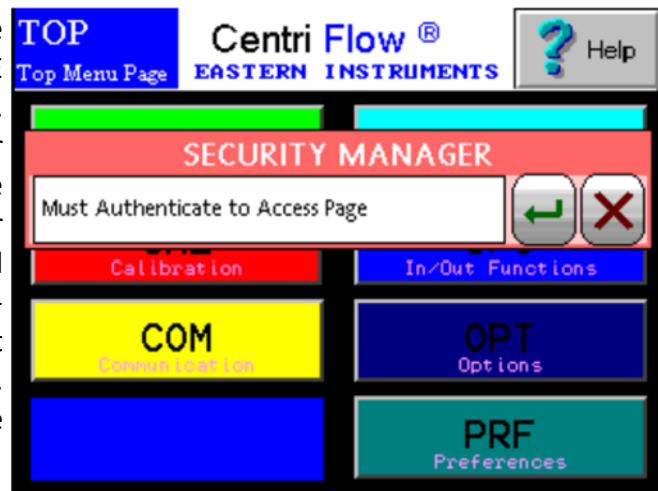 TOP
Top Menu Page
Centri Flow ®
EASTERN INSTRUMENTS
Help
SECURITY MANAGER
Must Authenticate to Access Page
Calibration
In/Out Functions
COM
Communication
OPT
Options
PRF
Preferences